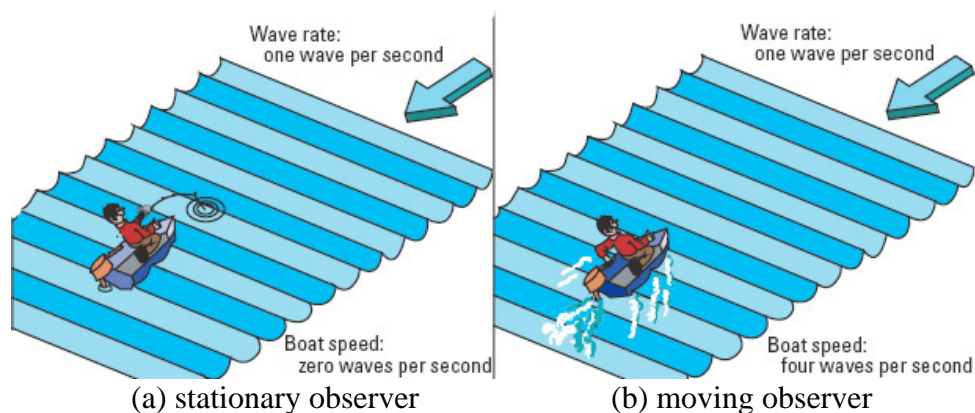 Wave rate:
one wave per second
Boat speed:
zero waves per second
(a) stationary observer
Wave rate:
one wave per second
Boat speed:
four waves per second
(b) moving observer